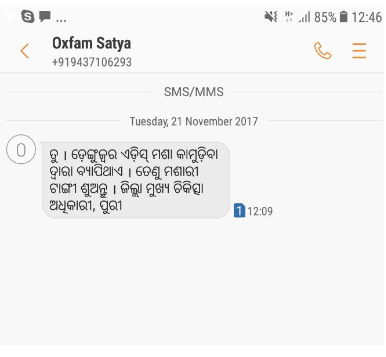 ... 85% 12:46
Oxfam Satya
+919437106293
SMS/MMS
Tuesday, 21 November 2017
ତୁ । ଡେଙ୍ଗୁଜ୍ଵର ଏଡ଼ିସ୍ ମଶା କାମୁଡ଼ିବା
ଦ୍ଵାରା ବ୍ୟାପିଥାଏ । ତେଣୁ ମଶାରୀ
ଟାଙ୍ଗୀ ଶୁଅନ୍ତୁ । ଜିଲ୍ଲା ମୁଖ୍ୟ ଚିକିତ୍ସା
ଅଧିକାରୀ, ପୁରୀ
1 12:09